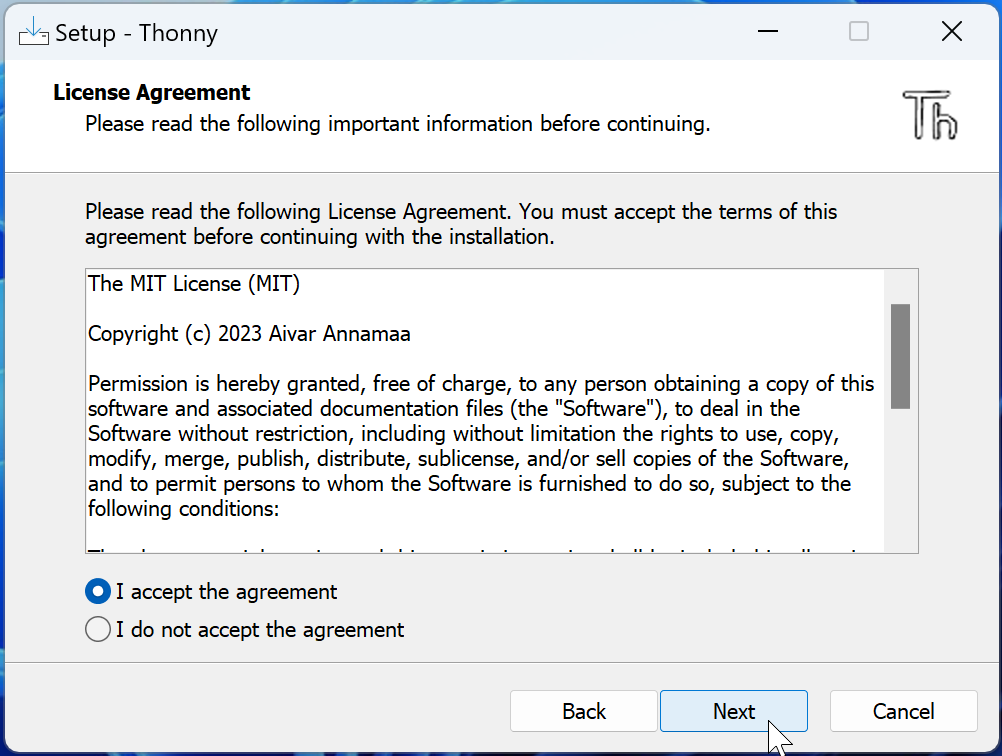 Setup - Thonny
License Agreement
Please read the following important information before continuing.
Th
Please read the following License Agreement. You must accept the terms of this
agreement before continuing with the installation.
The MIT License (MIT)
Copyright (c) 2023 Aivar Annamaa
Permission is hereby granted, free of charge, to any person obtaining a copy of this
software and associated documentation files (the "Software"), to deal in the
Software without restriction, including without limitation the rights to use, copy,
modify, merge, publish, distribute, sublicense, and/or sell copies of the Software,
and to permit persons to whom the Software is furnished to do so, subject to the
following conditions:
I accept the agreement
I do not accept the agreement
Back
Next
Cancel